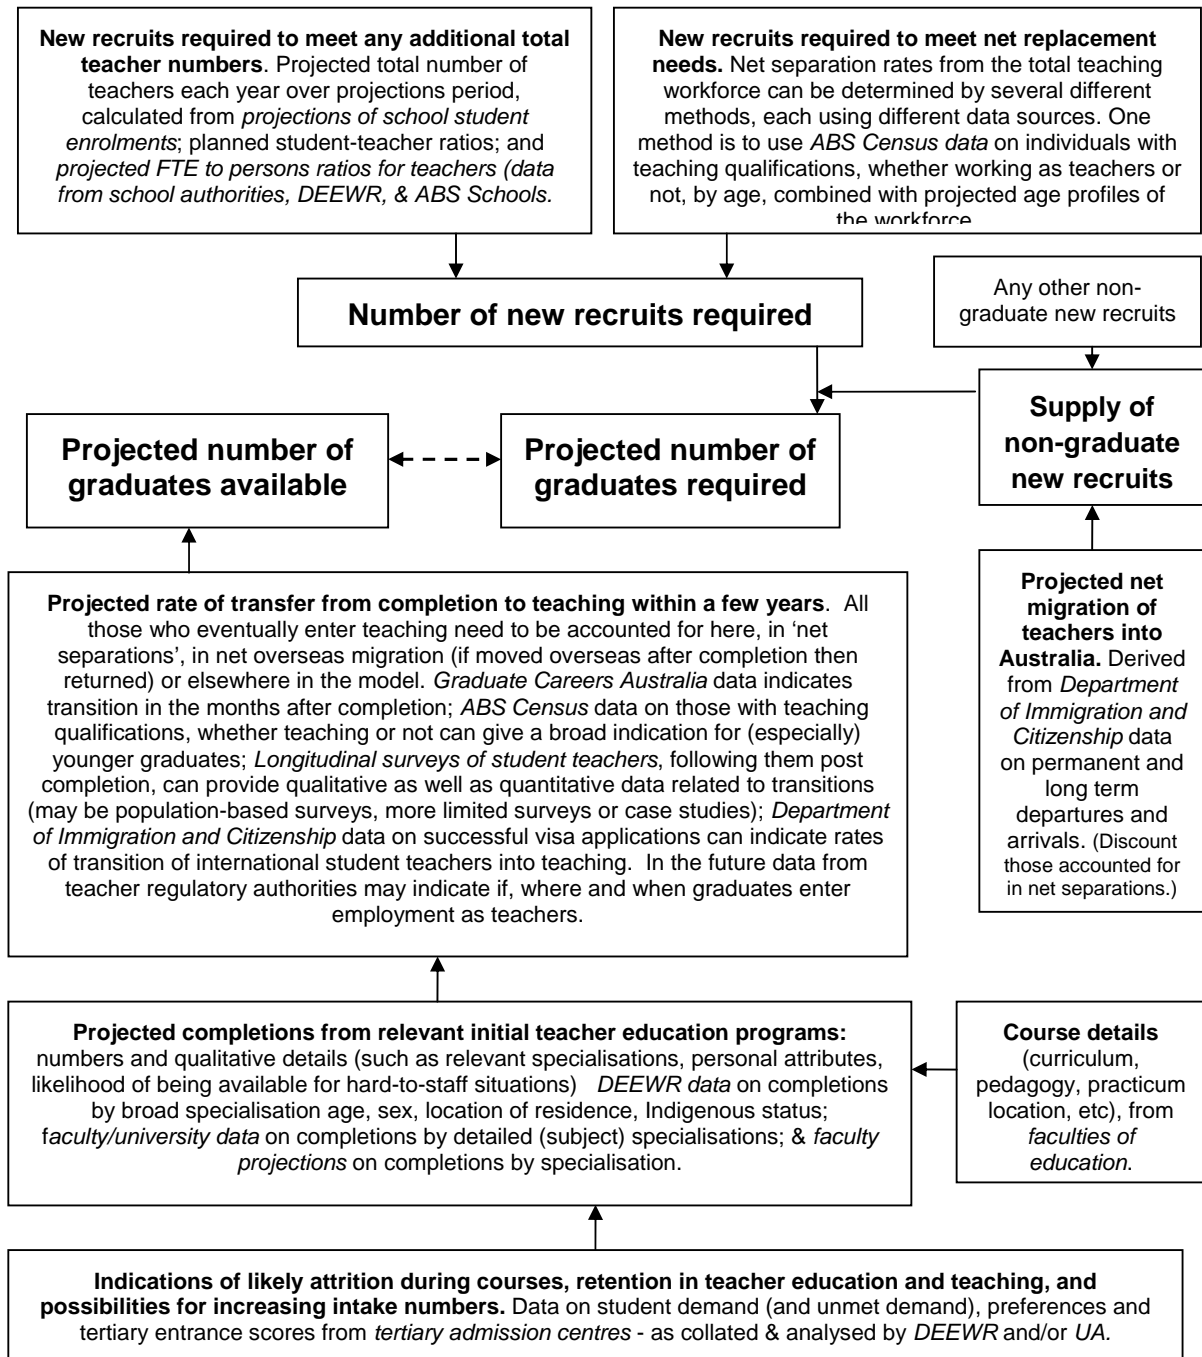 New recruits required to meet any additional total
teacher numbers. Projected total number of
teachers each year over projections period,
calculated from projections of school student
enrolments; planned student-teacher ratios; and
projected FTE to persons ratios for teachers (data
from school authorities, DEEWR, & ABS Schools.
New recruits required to meet net replacement
needs. Net separation rates from the total teaching
workforce can be determined by several different
methods, each using different data sources. One
method is to use ABS Census data on individuals with
teaching qualifications, whether working as teachers or
not, by age, combined with projected age profiles of
the workforce
Number of new recruits required
Any other non-
graduate new recruits
Supply of
non-graduate
new recruits
Projected number of
graduates available
Projected number of
graduates required
Projected rate of transfer from completion to teaching within a few years. All
those who eventually enter teaching need to be accounted for here, in ‘net
separations’, in net overseas migration (if moved overseas after completion then
returned) or elsewhere in the model. Graduate Careers Australia data indicates
transition in the months after completion; ABS Census data on those with teaching
qualifications, whether teaching or not can give a broad indication for (especially)
younger graduates; Longitudinal surveys of student teachers, following them post
completion, can provide qualitative as well as quantitative data related to transitions
(may be population-based surveys, more limited surveys or case studies); Department
of Immigration and Citizenship data on successful visa applications can indicate rates
of transition of international student teachers into teaching. In the future data from
teacher regulatory authorities may indicate if, where and when graduates enter
employment as teachers.
Projected net
migration of
teachers into
Australia. Derived
from Department
of Immigration and
Citizenship data
on permanent and
long term
departures and
arrivals. (Discount
those accounted for
in net separations.)
Projected completions from relevant initial teacher education programs:
numbers and qualitative details (such as relevant specialisations, personal attributes,
likelihood of being available for hard-to-staff situations) DEEWR data on completions
by broad specialisation age, sex, location of residence, Indigenous status;
faculty/university data on completions by detailed (subject) specialisations; & faculty
projections on completions by specialisation.
Course details
(curriculum,
pedagogy, practicum
location, etc), from
faculties of
education.
Indications of likely attrition during courses, retention in teacher education and teaching, and
possibilities for increasing intake numbers. Data on student demand (and unmet demand), preferences and
tertiary entrance scores from tertiary admission centres - as collated & analysed by DEEWR and/or UA.